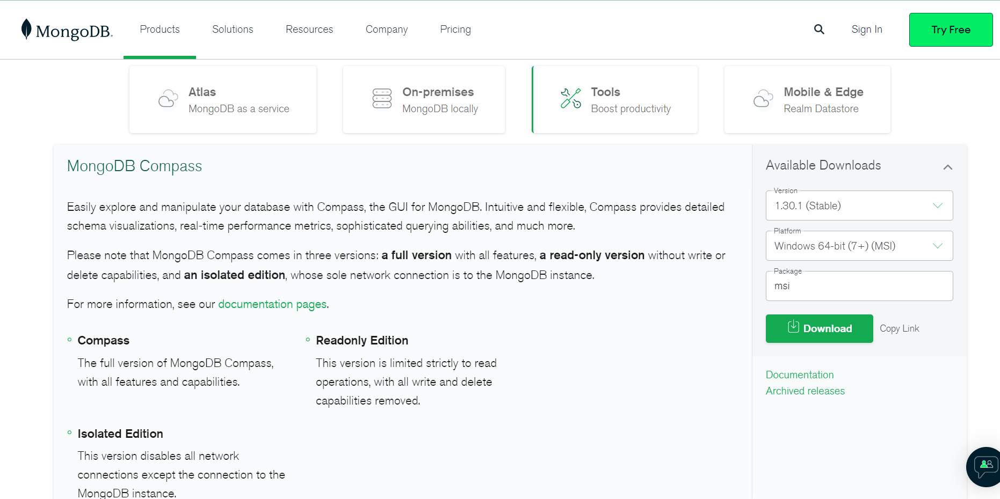 MongoDB.
Products
Solutions
Resources
Company
Pricing
Sign In
Try Free
Atlas
MongoDB as a service
On-premises
MongoDB locally
Tools
Boost productivity
Mobile & Edge
Realm Datastore
MongoDB Compass
Easily explore and manipulate your database with Compass, the GUI for MongoDB. Intuitive and flexible, Compass provides detailed
schema visualizations, real-time performance metrics, sophisticated querying abilities, and much more.
Please note that MongoDB Compass comes in three versions: a full version with all features, a read-only version without write or
delete capabilities, and an isolated edition, whose sole network connection is to the MongoDB instance.
For more information, see our documentation pages.
Compass
The full version of MongoDB Compass,
with all features and capabilities.
Readonly Edition
This version is limited strictly to read
operations, with all write and delete
capabilities removed.
Isolated Edition
This version disables all network
connections except the connection to the
MongoDB instance.
Available Downloads
Version
1.30.1 (Stable)
Platform
Windows 64-bit (7+) (MSI)
Package
msi
Download
Copy Link
Documentation
Archived releases